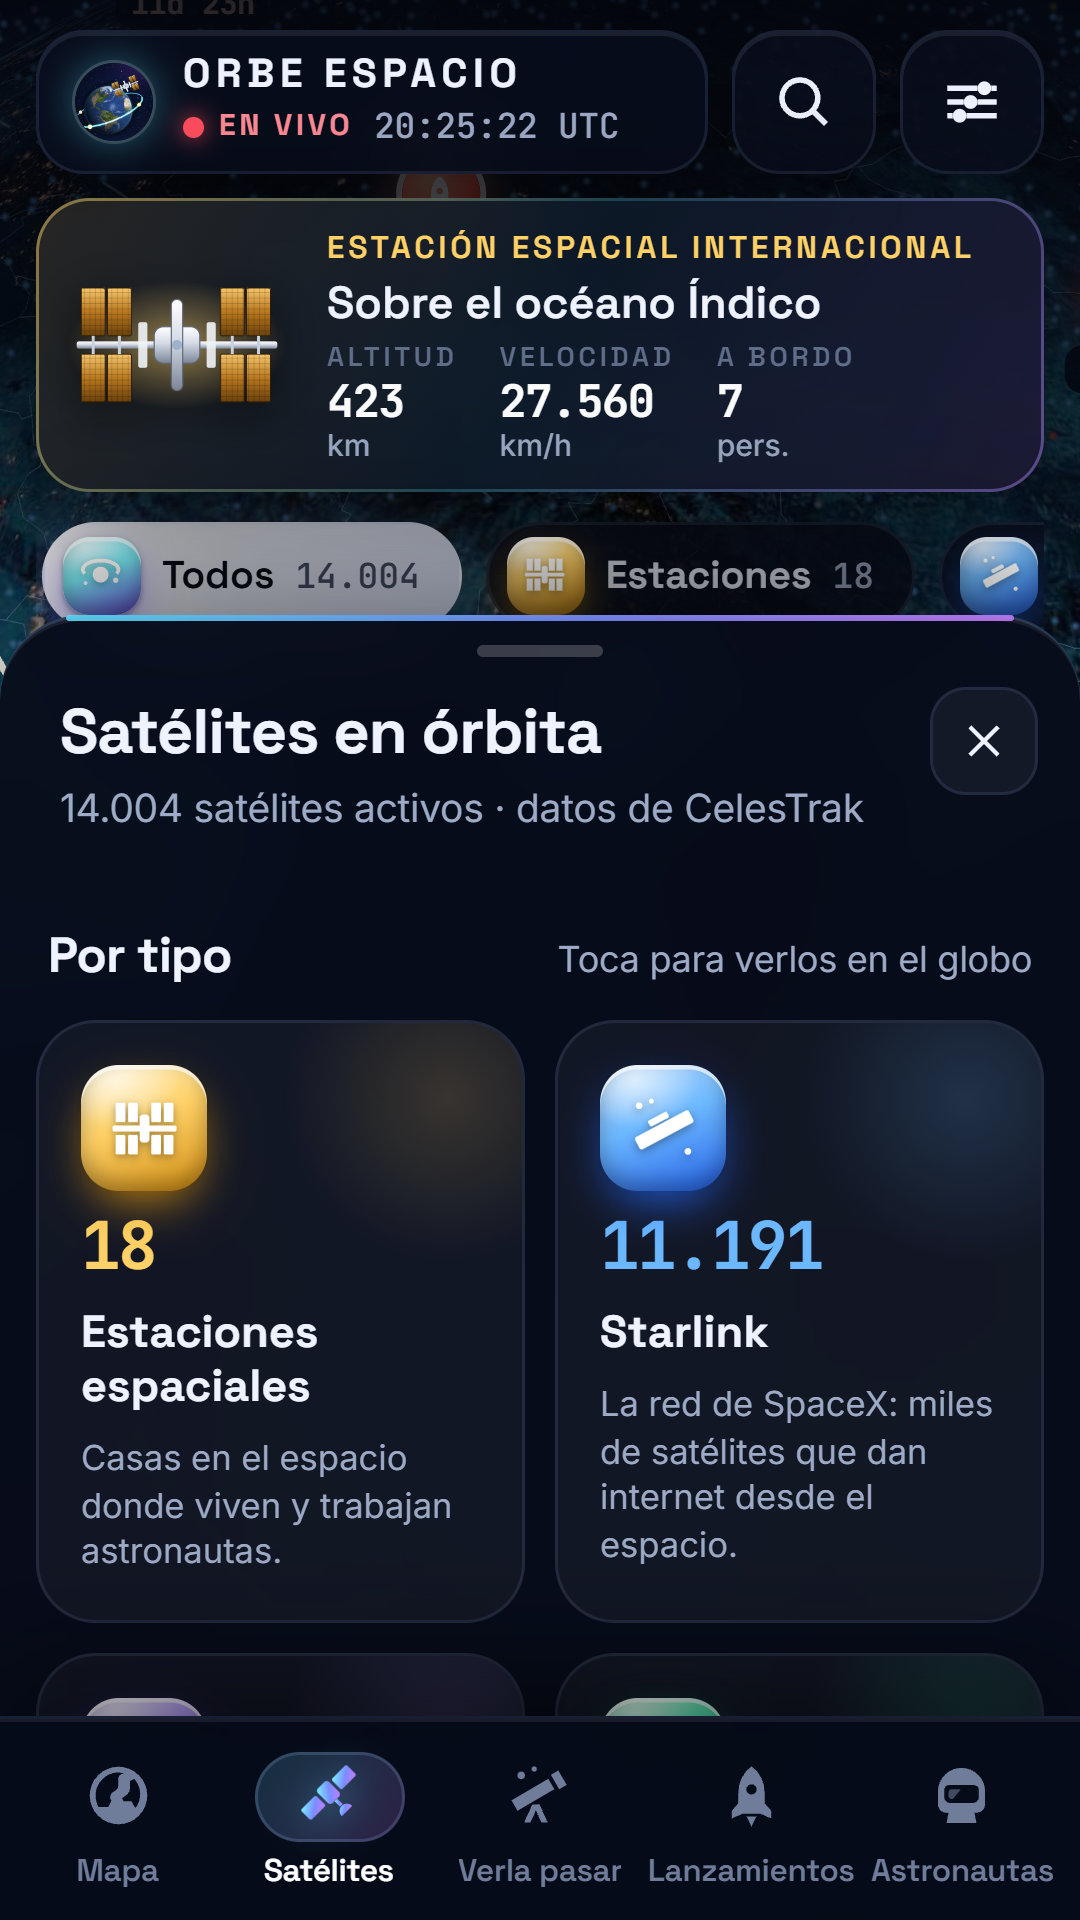 11d 23h
ORBE ESPACIO
EN VIVO 20:25:22 UTC
ESTACIÓN ESPACIAL INTERNACIONAL
Sobre el océano Índico
ALTITUD VELOCIDAD A BORDO
423 27.560 7
km km/h pers.
Todos 14.004 Estaciones 18
Satélites en órbita
14.004 satélites activos · datos de CelesTrak
Por tipo Toca para verlos en el globo
18
Estaciones
espaciales
Casas en el espacio
donde viven y trabajan
astronautas.
11.191
Starlink
La red de SpaceX: miles
de satélites que dan
internet desde el
espacio.
Mapa Satélites Verla pasar Lanzamientos Astronautas